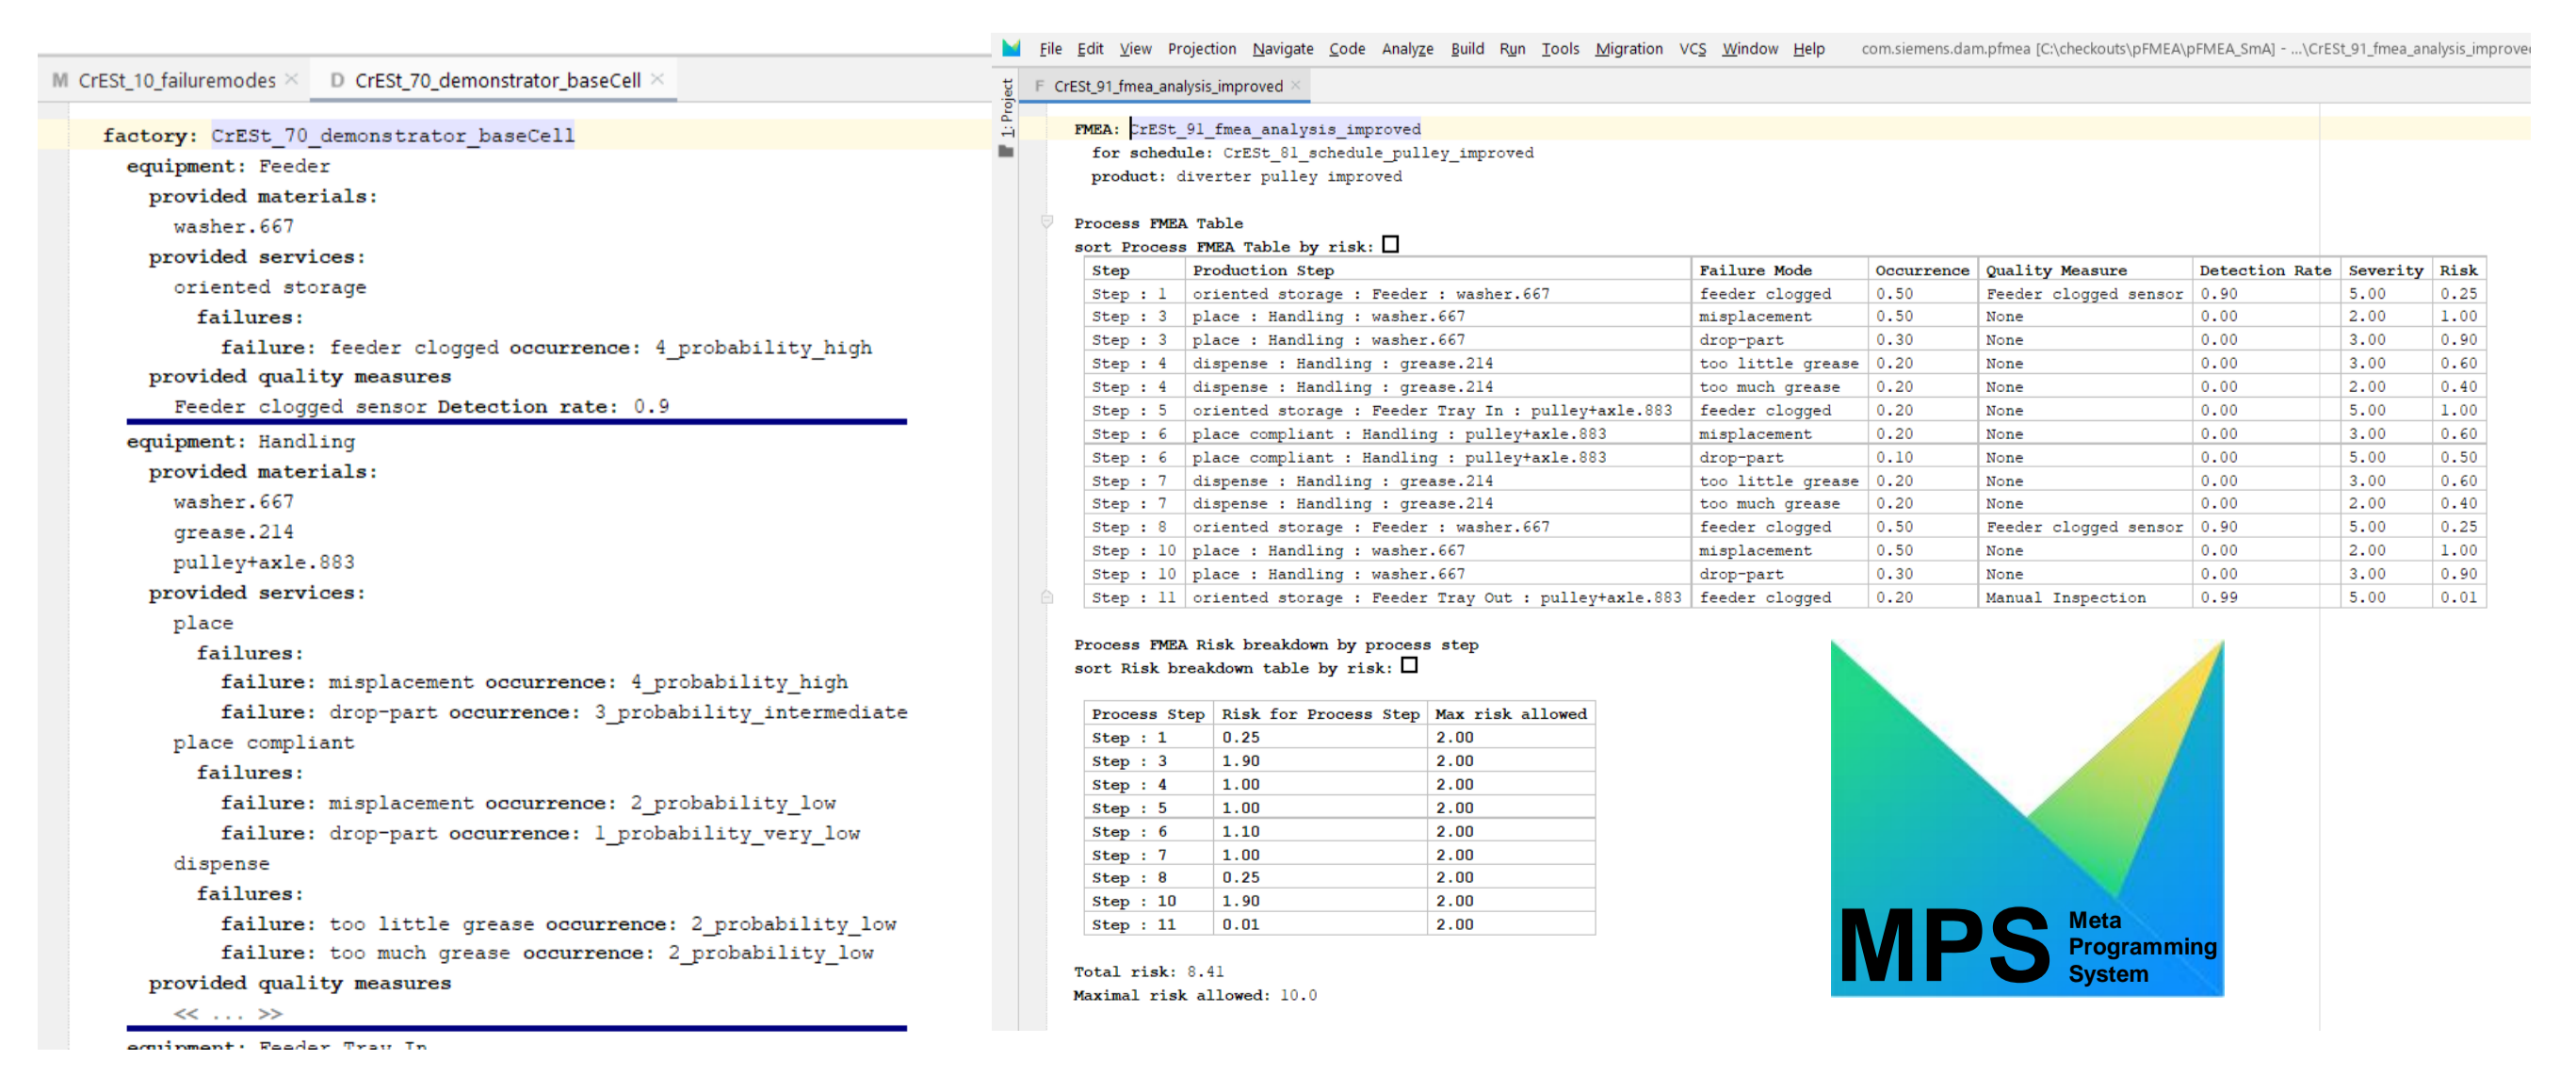 M CrESt_10_failuremodes × D CrESt_70_demonstrator_baseCell ×
factory: CrESt_70_demonstrator_baseCell
equipment: Feeder
provided materials:
washer.667
provided services:
oriented storage
failures:
failure: feeder clogged occurrence: 4_probability_high
provided quality measures
Feeder clogged sensor Detection rate: 0.9
equipment: Handling
provided materials:
washer.667
grease.214
pulley+axle.883
provided services:
place
failures:
failure: misplacement occurrence: 4_probability_high
failure: drop-part occurrence: 3_probability_intermediate
place compliant
failures:
failure: misplacement occurrence: 2_probability_low
failure: drop-part occurrence: 1_probability_very_low
dispense
failures:
failure: too little grease occurrence: 2_probability_low
failure: too much grease occurrence: 2_probability_low
provided quality measures
<< ... >>
equipment: Feeder Tray In
File Edit View Projection Navigate Code Analyze Build Run Tools Migration VCS Window Help com.siemens.dam.pfmea [C:\checkouts\pFMEA\pFMEA_SmA] - ...\CrESt_91_fmea_analysis_improve
1: Project
F CrESt_91_fmea_analysis_improved ×
FMEA: CrESt_91_fmea_analysis_improved
for schedule: CrESt_81_schedule_pulley_improved
product: diverter pulley improved
Process FMEA Table
sort Process FMEA Table by risk:
Step Production Step Failure Mode Occurrence Quality Measure Detection Rate Severity Risk
Step : 1 oriented storage : Feeder : washer.667 feeder clogged 0.50 Feeder clogged sensor 0.90 5.00 0.25
Step : 3 place : Handling : washer.667 misplacement 0.50 None 0.00 2.00 1.00
Step : 3 place : Handling : washer.667 drop-part 0.30 None 0.00 3.00 0.90
Step : 4 dispense : Handling : grease.214 too little grease 0.20 None 0.00 3.00 0.60
Step : 4 dispense : Handling : grease.214 too much grease 0.20 None 0.00 2.00 0.40
Step : 5 oriented storage : Feeder Tray In : pulley+axle.883 feeder clogged 0.20 None 0.00 5.00 1.00
Step : 6 place compliant : Handling : pulley+axle.883 misplacement 0.20 None 0.00 3.00 0.60
Step : 6 place compliant : Handling : pulley+axle.883 drop-part 0.10 None 0.00 5.00 0.50
Step : 7 dispense : Handling : grease.214 too little grease 0.20 None 0.00 3.00 0.60
Step : 7 dispense : Handling : grease.214 too much grease 0.20 None 0.00 2.00 0.40
Step : 8 oriented storage : Feeder : washer.667 feeder clogged 0.50 Feeder clogged sensor 0.90 5.00 0.25
Step : 10 place : Handling : washer.667 misplacement 0.50 None 0.00 2.00 1.00
Step : 10 place : Handling : washer.667 drop-part 0.30 None 0.00 3.00 0.90
Step : 11 oriented storage : Feeder Tray Out : pulley+axle.883 feeder clogged 0.20 Manual Inspection 0.99 5.00 0.01
Process FMEA Risk breakdown by process step
sort Risk breakdown table by risk:
Process Step Risk for Process Step Max risk allowed
Step : 1 0.25 2.00
Step : 3 1.90 2.00
Step : 4 1.00 2.00
Step : 5 1.00 2.00
Step : 6 1.10 2.00
Step : 7 1.00 2.00
Step : 8 0.25 2.00
Step : 10 1.90 2.00
Step : 11 0.01 2.00
Total risk: 8.41
Maximal risk allowed: 10.0
MPS Meta
Programming
System